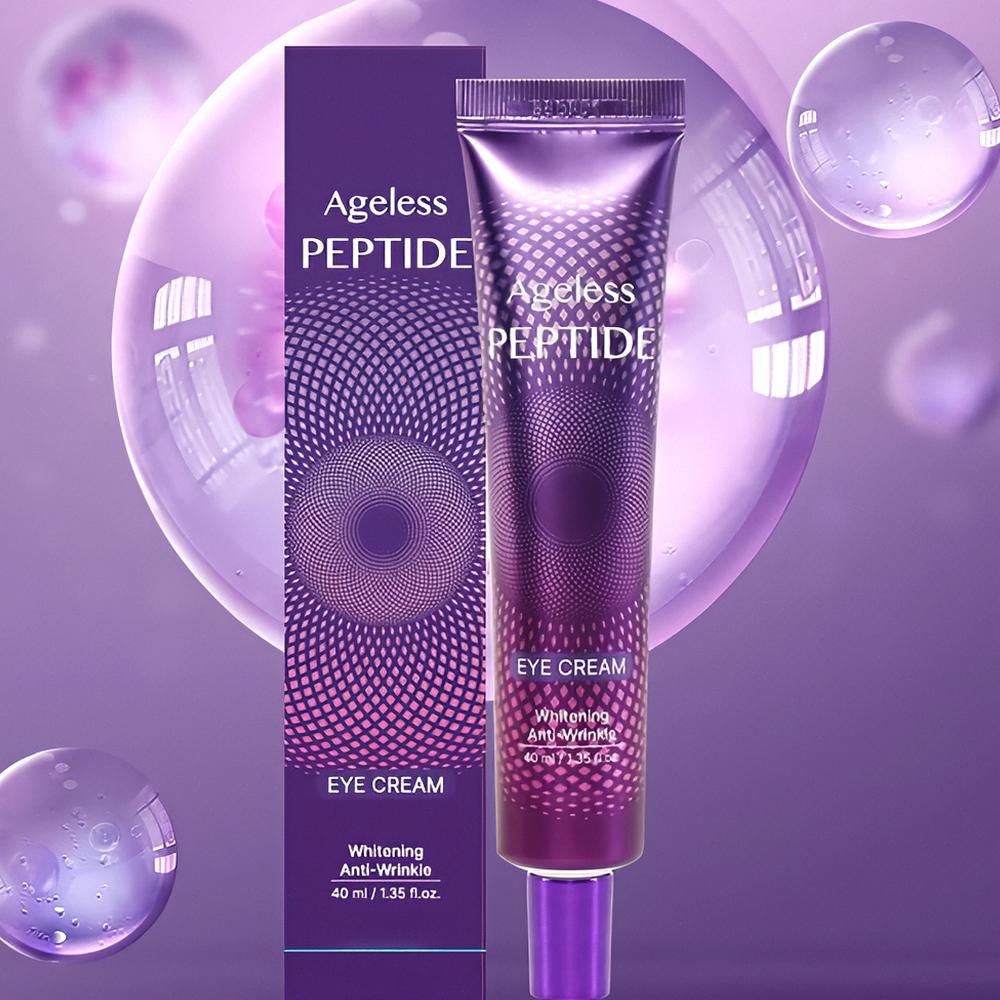 Ageless
PEPTIDE
EYE CREAM
Whitening
Anti-Wrinkle
40 ml / 1.35 fl.oz.
Ageless
PEPTIDE
EYE CREAM
Whitening
Anti-Wrinkle
40 ml / 1.35 fl.oz.